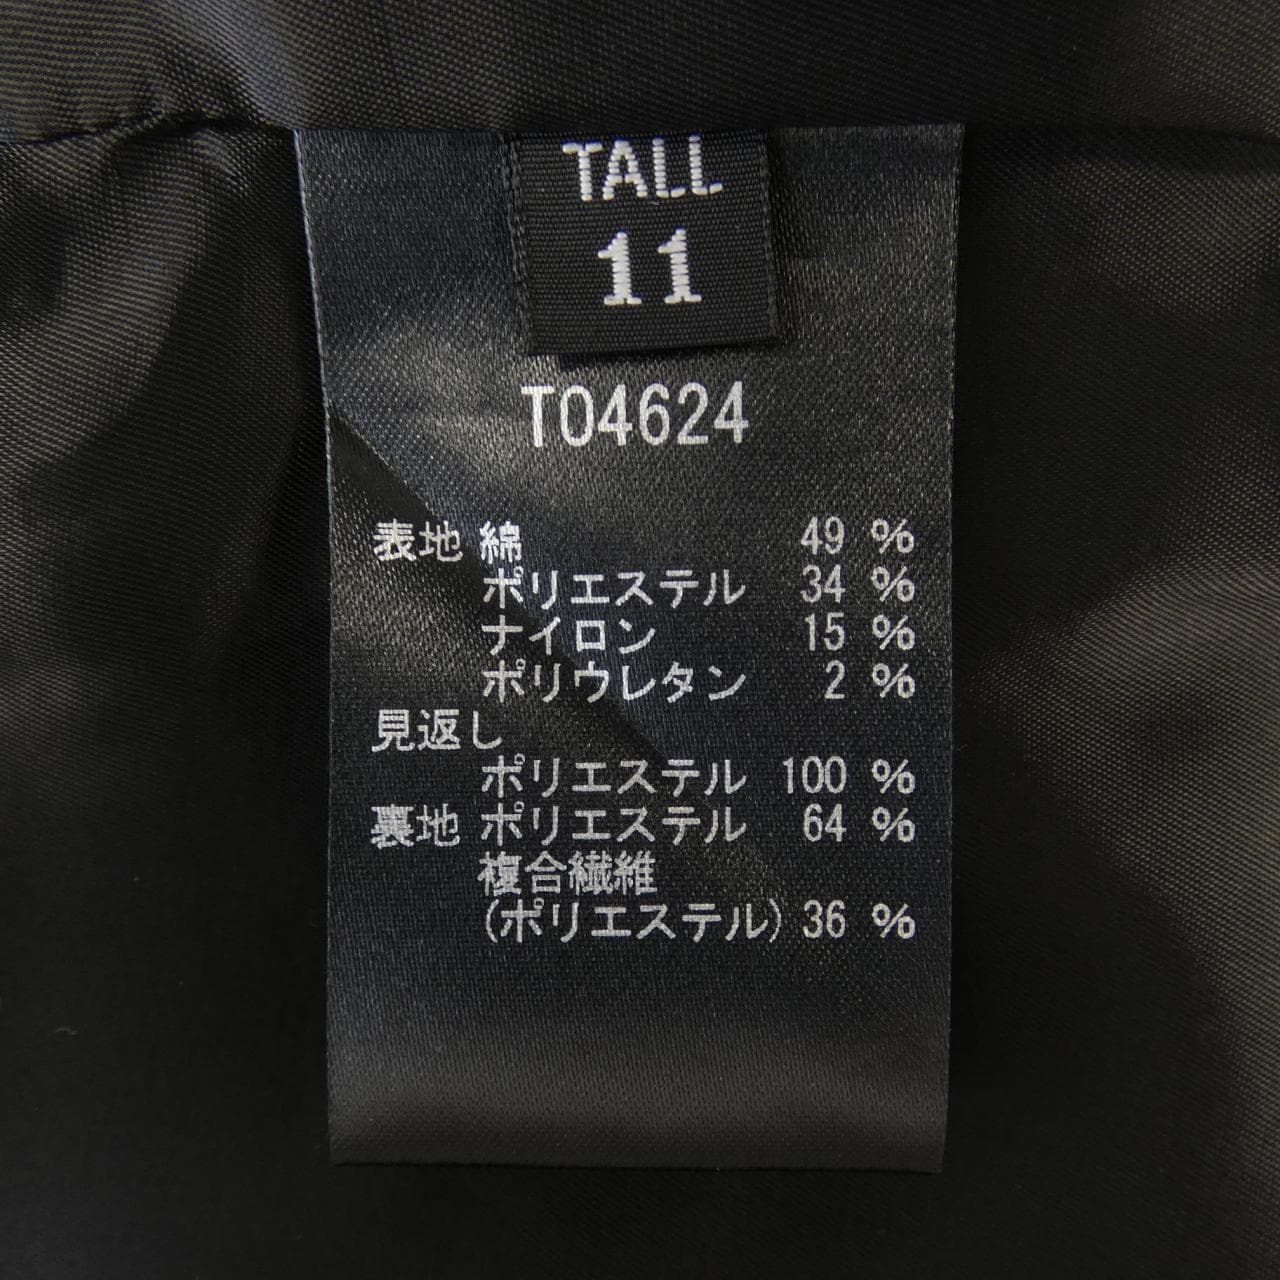 TALL
11
T04624
表地 綿 49 %
ポリエステル 34 %
ナイロン 15 %
ポリウレタン 2 %
見返し
ポリエステル 100 %
裏地 ポリエステル 64 %
複合繊維
(ポリエステル) 36 %